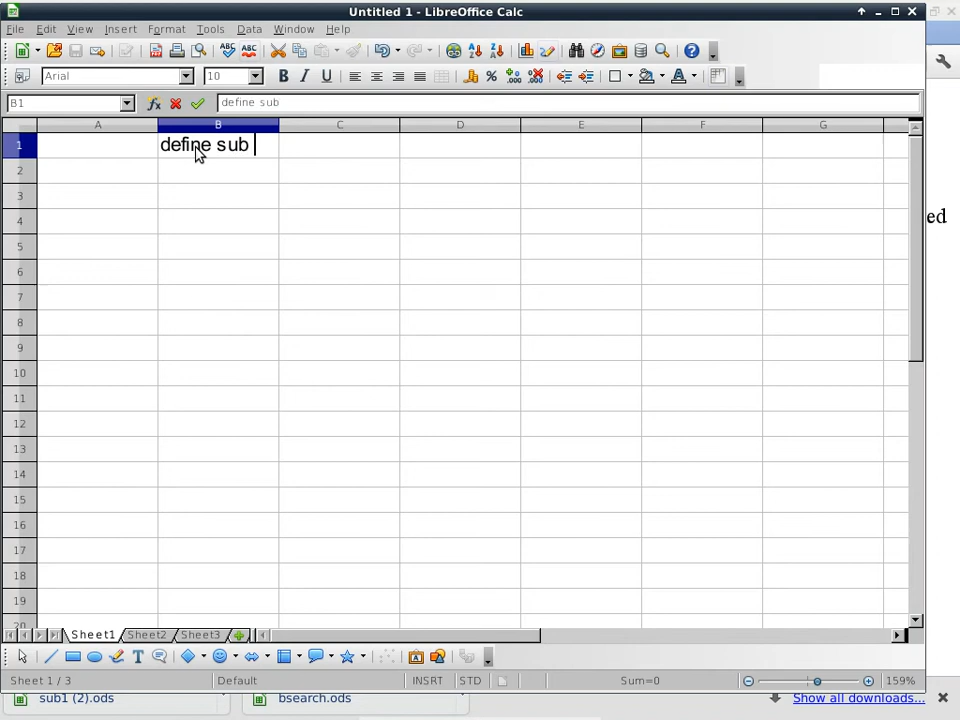 Untitled 1 - LibreOffice Calc
File Edit View Insert Format Tools Data Window Help
Arial 10
B1 define sub
A B C D E F G
1 define sub
2
3
4
5
6
7
8
9
10
11
12
13
14
15
16
17
18
19
20
ed
Sheet1 Sheet2 Sheet3
Sheet 1 / 3 Default INSRT STD Sum=0 159%
sub1 (2).ods bsearch.ods Show all downloads...